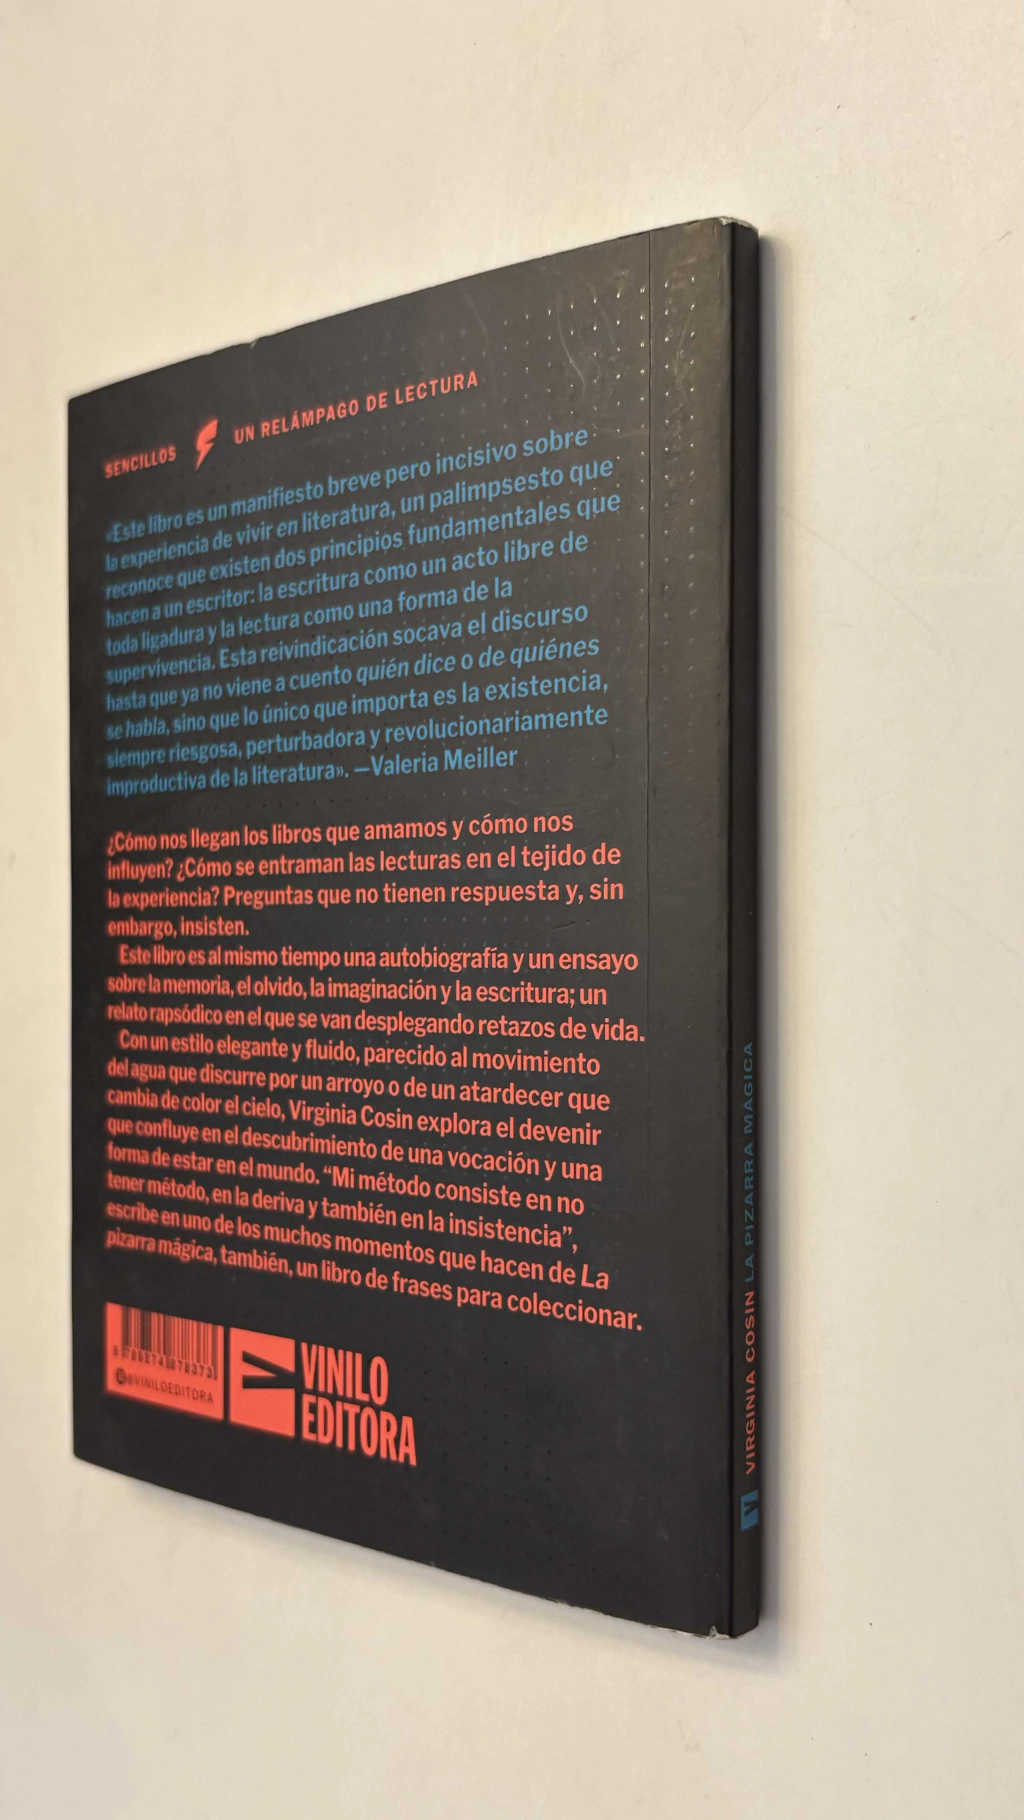 SENCILLOS UN RELÁMPAGO DE LECTURA
«Este libro es un manifiesto breve pero incisivo sobre
la experiencia de vivir en literatura, un palimpsesto que
reconoce que existen dos principios fundamentales que
hacen a un escritor: la escritura como un acto libre de
toda ligadura y la lectura como una forma de la
supervivencia. Esta reivindicación socava el discurso
hasta que ya no viene a cuento quién dice o de quiénes
se habla, sino que lo único que importa es la existencia,
siempre riesgosa, perturbadora y revolucionariamente
improductiva de la literatura». —Valeria Meiller
¿Cómo nos llegan los libros que amamos y cómo nos
influyen? ¿Cómo se entraman las lecturas en el tejido de
la experiencia? Preguntas que no tienen respuesta y, sin
embargo, insisten.
Este libro es al mismo tiempo una autobiografía y un ensayo
sobre la memoria, el olvido, la imaginación y la escritura; un
relato rapsódico en el que se van desplegando retazos de vida.
Con un estilo elegante y fluido, parecido al movimiento
del agua que discurre por un arroyo o de un atardecer que
cambia de color el cielo, Virginia Cosin explora el devenir
que confluye en el descubrimiento de una vocación y una
forma de estar en el mundo. “Mi método consiste en no
tener método, en la deriva y también en la insistencia”,
escribe en uno de los muchos momentos que hacen de La
pizarra mágica, también, un libro de frases para coleccionar.
@VINILOEDITORA
VINILO
EDITORA
VIRGINIA COSIN LA PIZARRA MÁGICA